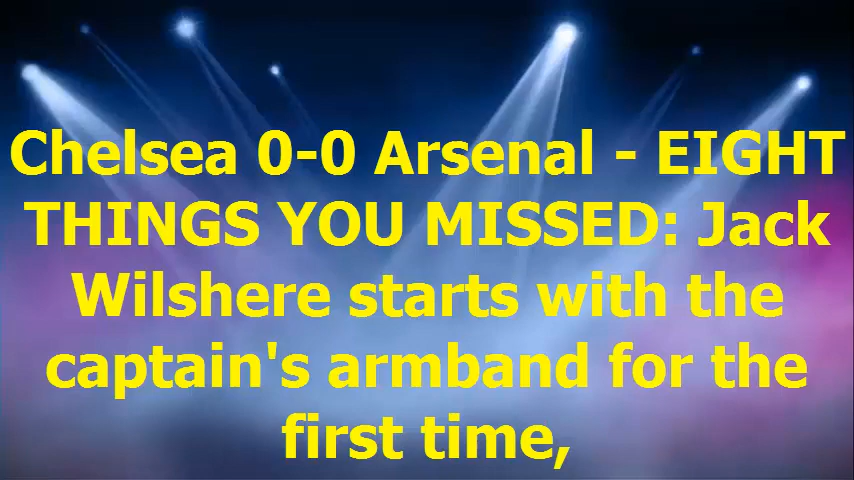 Chelsea 0-0 Arsenal - EIGHT
THINGS YOU MISSED: Jack
Wilshere starts with the
captain's armband for the
first time,